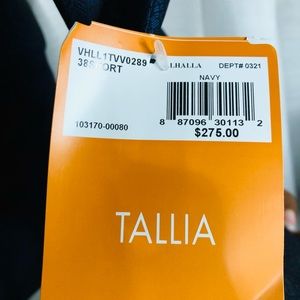 VHLL1TVV0289 LHALLA DEPT# 0321
38S ORT NAVY
103170-00080 8 87096 30113 2
$275.00
TALLIA